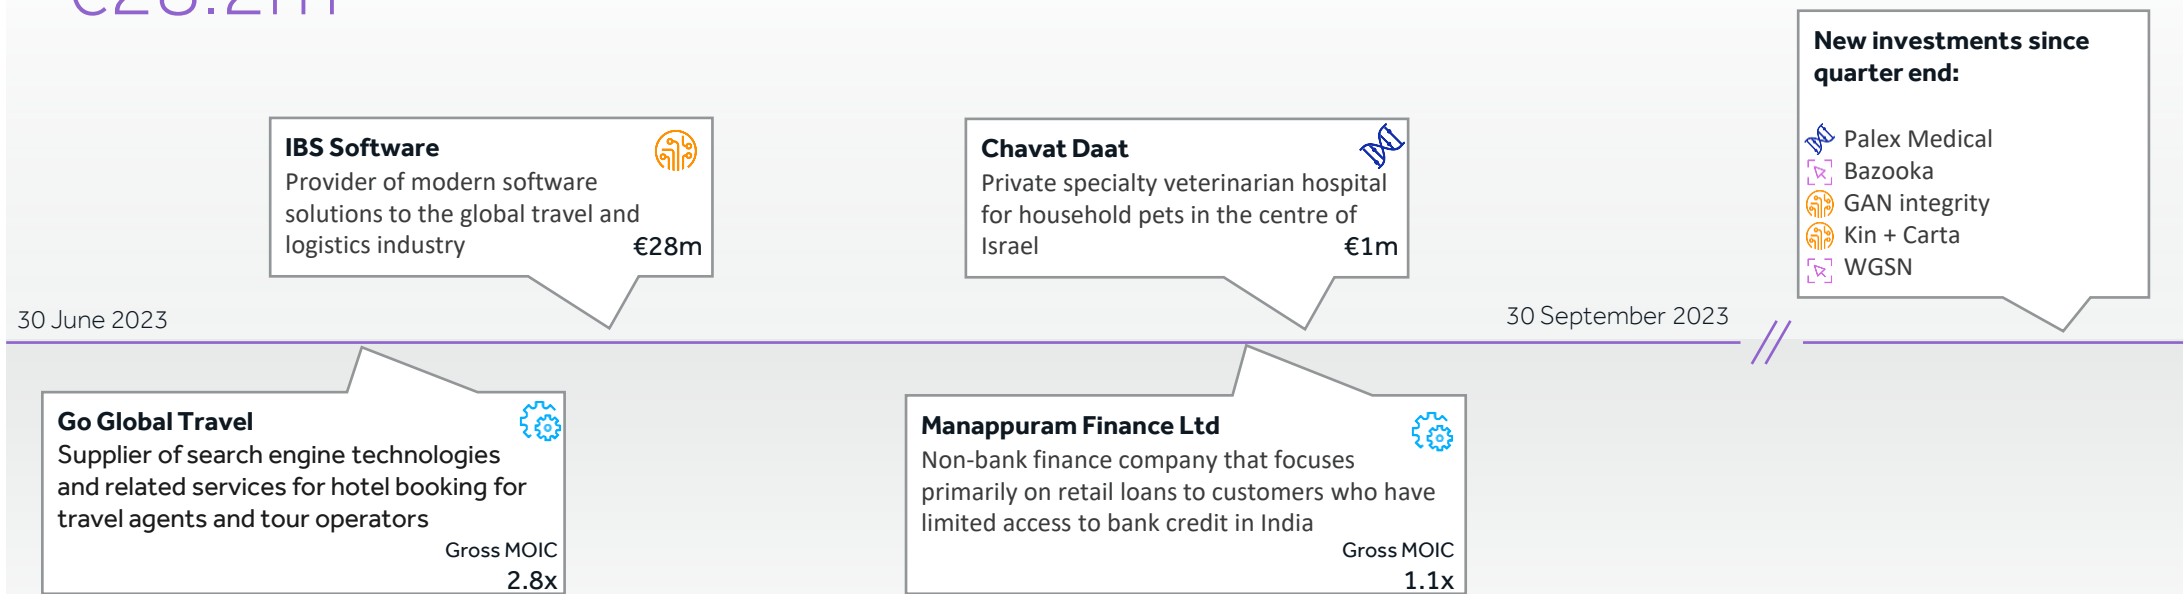 €28.2m
New investments since
quarter end:
Palex Medical
Bazooka
GAN integrity
Kin + Carta
WGSN
IBS Software
Provider of modern software
solutions to the global travel and
logistics industry
€28m
Chavat Daat
Private specialty veterinarian hospital
for household pets in the centre of
Israel
€1m
30 June 2023
30 September 2023
Go Global Travel
Supplier of search engine technologies
and related services for hotel booking for
travel agents and tour operators
Gross MOIC
2.8x
Manappuram Finance Ltd
Non-bank finance company that focuses
primarily on retail loans to customers who have
limited access to bank credit in India
Gross MOIC
1.1x